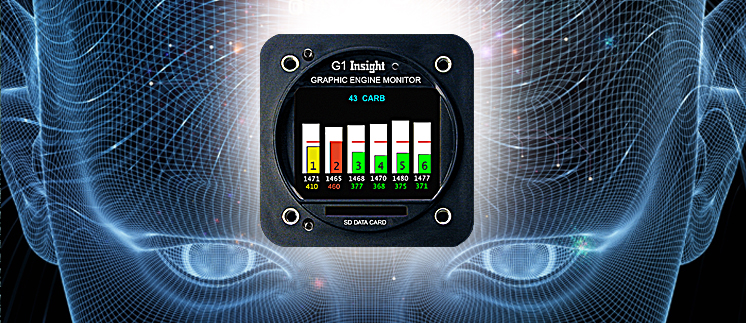 G1 Insight
GRAPHIC ENGINE MONITOR
43 CARB
1 2 3 4 5 6
1471 1465 1468 1470 1480 1477
410 460 377 368 375 371
SD DATA CARD